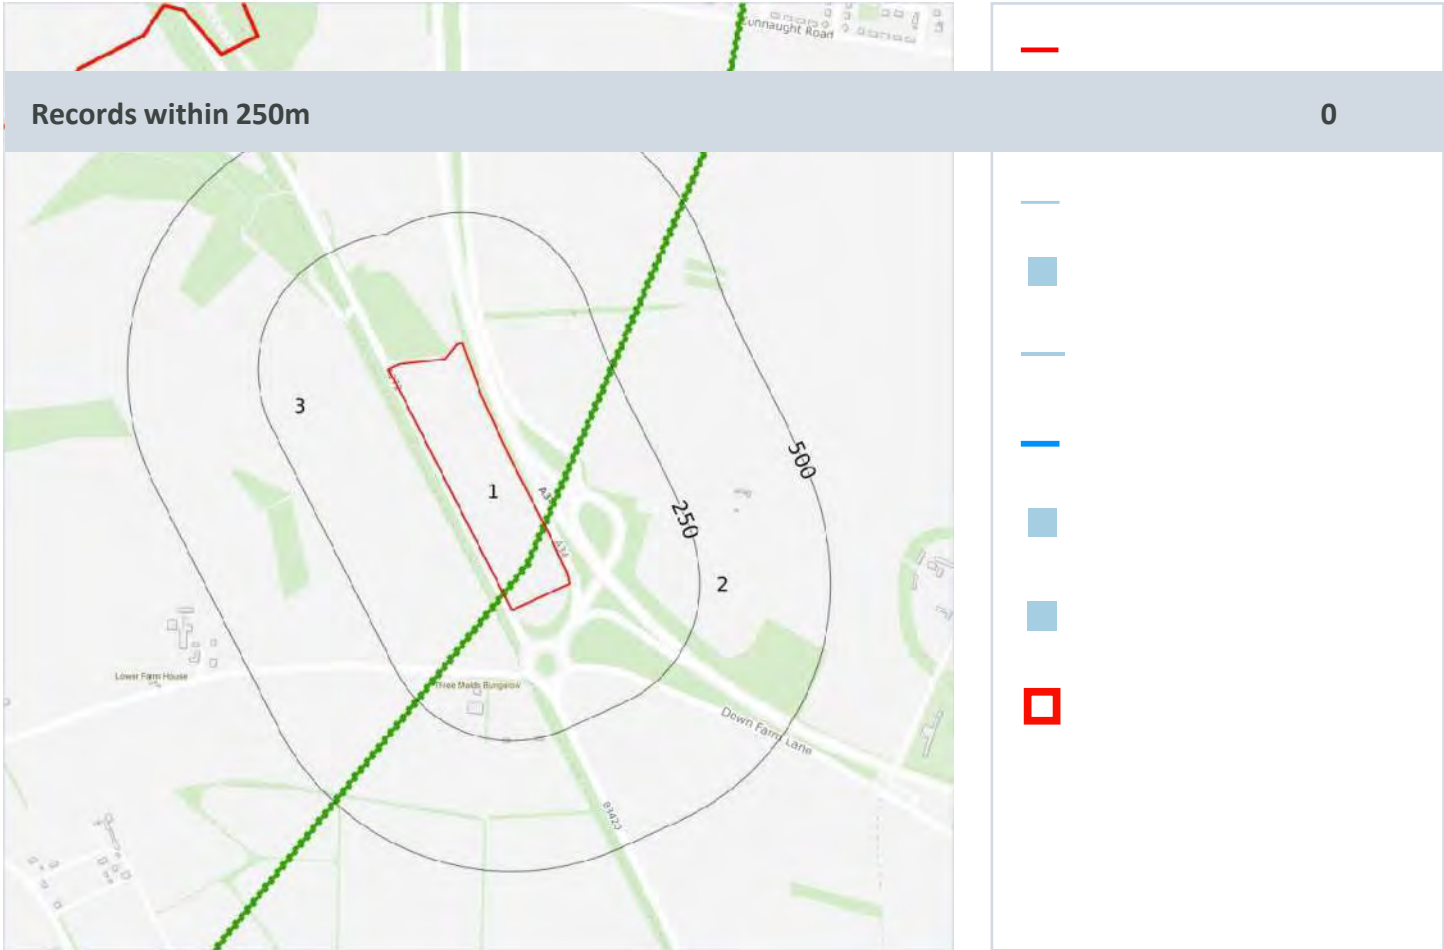 Connaught Road
Records within 250m 0
3
500
1
A34
250
A34
2
Lower Farm House
Three Maids Bungalow
Down Farm Lane
B3420